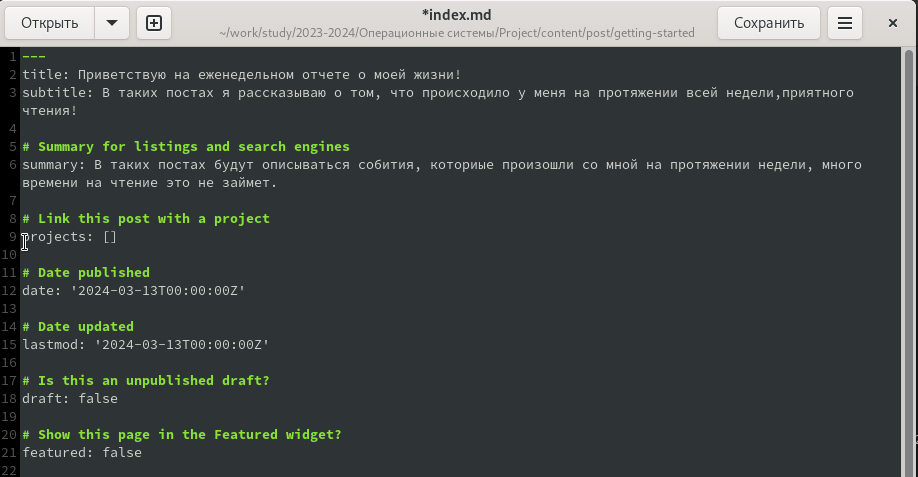 Открыть
*index.md
~/work/study/2023-2024/Операционные системы/Project/content/post/getting-started
Сохранить
1 ---
2 title: Приветствую на еженедельном отчете о моей жизни!
3 subtitle: В таких постах я рассказываю о том, что происходило у меня на протяжении всей недели,приятного
чтения!
4
5 # Summary for listings and search engines
6 summary: В таких постах будут описываться собития, которые произошли со мной на протяжении недели, много
времени на чтение это не займет.
7
8 # Link this post with a project
9 projects: []
10
11 # Date published
12 date: '2024-03-13T00:00:00Z'
13
14 # Date updated
15 lastmod: '2024-03-13T00:00:00Z'
16
17 # Is this an unpublished draft?
18 draft: false
19
20 # Show this page in the Featured widget?
21 featured: false
22